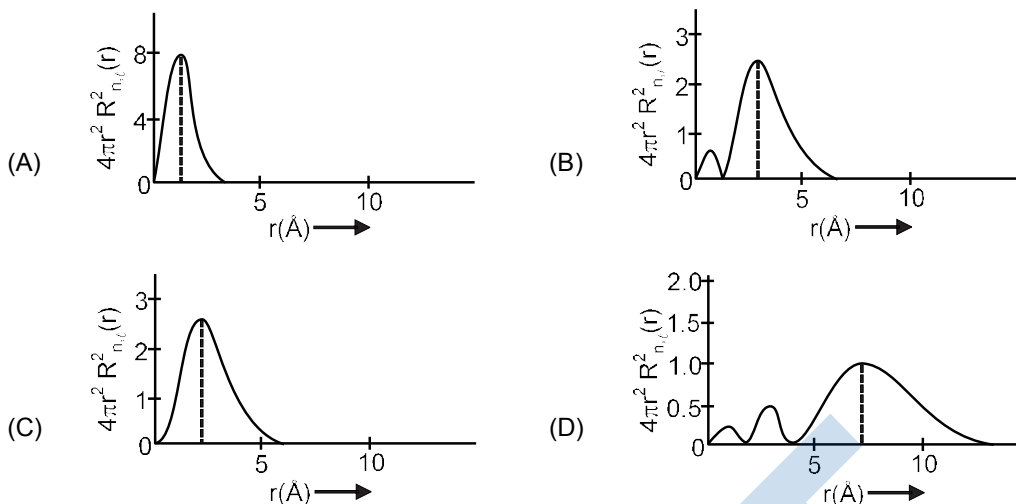 (A)
4πr² R²ₙ,ℓ(r)
8
4
0
5
10
r(Å)
(B)
4πr² R²ₙ,ℓ(r)
3
2
1
0
5
10
r(Å)
(C)
4πr² R²ₙ,ℓ(r)
3
2
1
0
5
10
r(Å)
(D)
4πr² R²ₙ,ℓ(r)
2.0
1.5
1.0
0.5
0
5
10
r(Å)